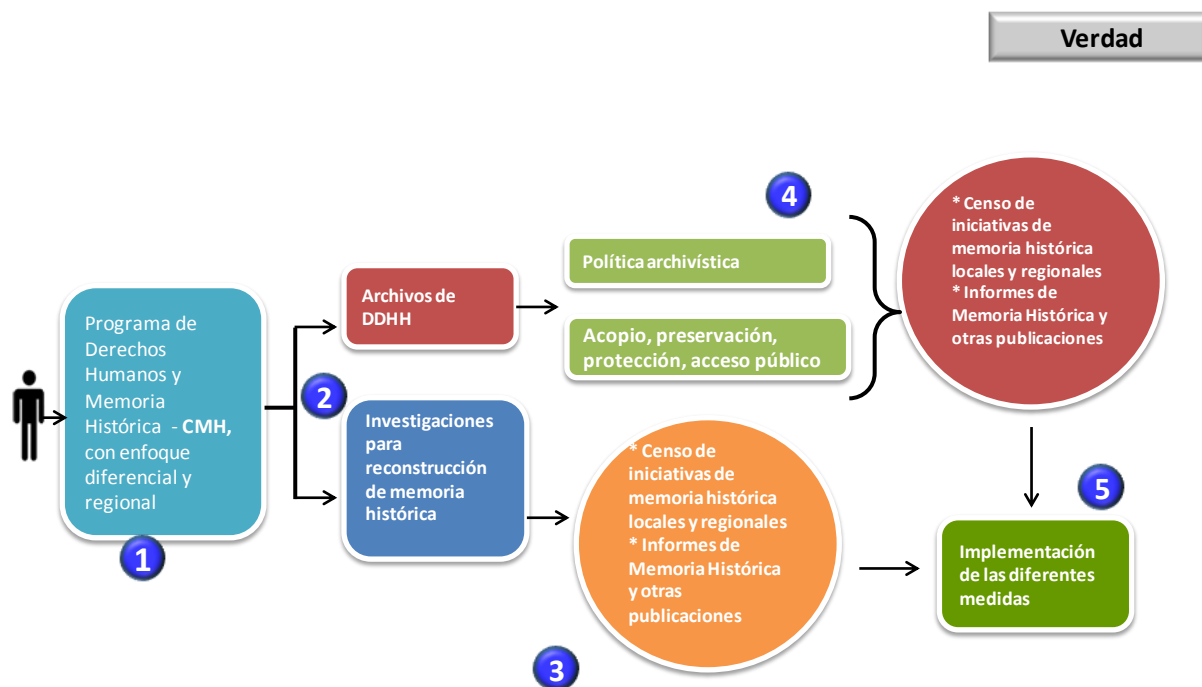 Verdad
4
* Censo de
iniciativas de
memoria histórica
locales y regionales
* Informes de
Memoria Histórica y
otras publicaciones
Política archivística
Archivos de
DDHH
Acopio, preservación,
protección, acceso público
Programa de
Derechos
Humanos y
Memoria
Histórica - CMH,
con enfoque
diferencial y
regional
1
2
Investigaciones
para
reconstrucción
de memoria
histórica
* Censo de
iniciativas de
memoria histórica
locales y regionales
* Informes de
Memoria Histórica
y otras
publicaciones
3
5
Implementación
de las diferentes
medidas